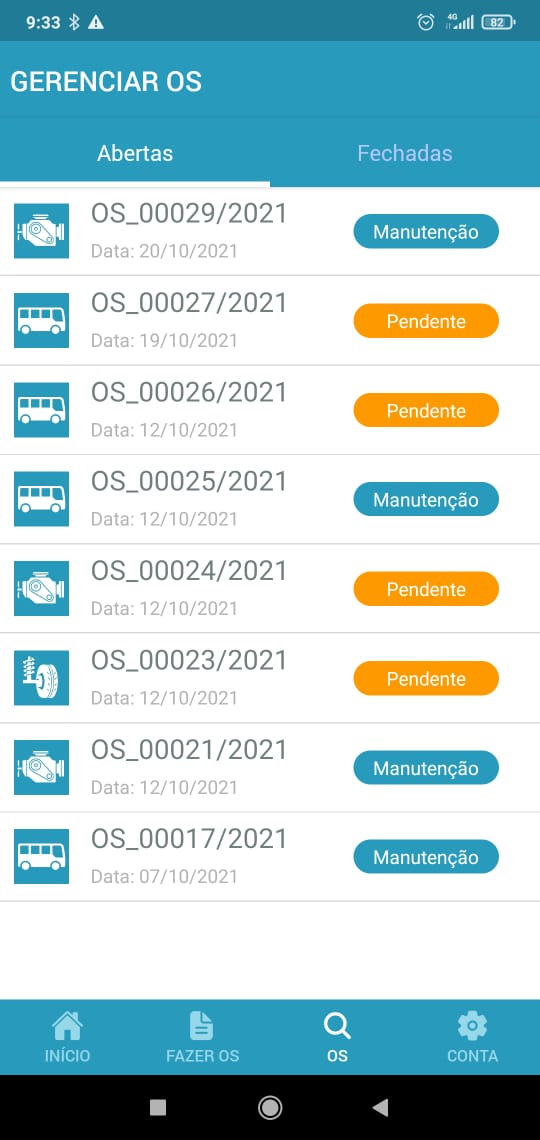 9:33 4G 82
GERENCIAR OS
Abertas Fechadas
OS_00029/2021
Manutenção
Data: 20/10/2021
OS_00027/2021
Pendente
Data: 19/10/2021
OS_00026/2021
Pendente
Data: 12/10/2021
OS_00025/2021
Manutenção
Data: 12/10/2021
OS_00024/2021
Pendente
Data: 12/10/2021
OS_00023/2021
Pendente
Data: 12/10/2021
OS_00021/2021
Manutenção
Data: 12/10/2021
OS_00017/2021
Manutenção
Data: 07/10/2021
INÍCIO FAZER OS OS CONTA